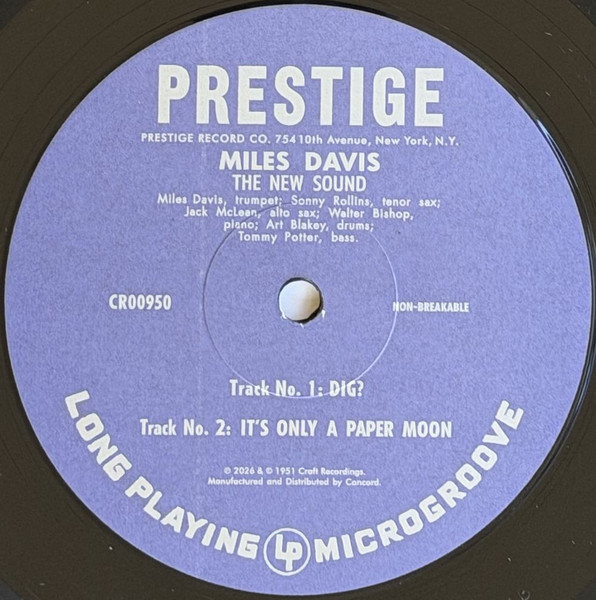 PRESTIGE
PRESTIGE RECORD CO. 754 10th Avenue, New York, N.Y.
MILES DAVIS
THE NEW SOUND
Miles Davis, trumpet; Sonny Rollins, tenor sax;
Jack McLean, alto sax; Walter Bishop,
piano; Art Blakey, drums;
Tommy Potter, bass.
CR00950
NON-BREAKABLE
Track No. 1: DIG?
Track No. 2: IT'S ONLY A PAPER MOON
© 2026 & © 1951 Craft Recordings.
Manufactured and Distributed by Concord.
LONG PLAYING LP MICROGROOVE